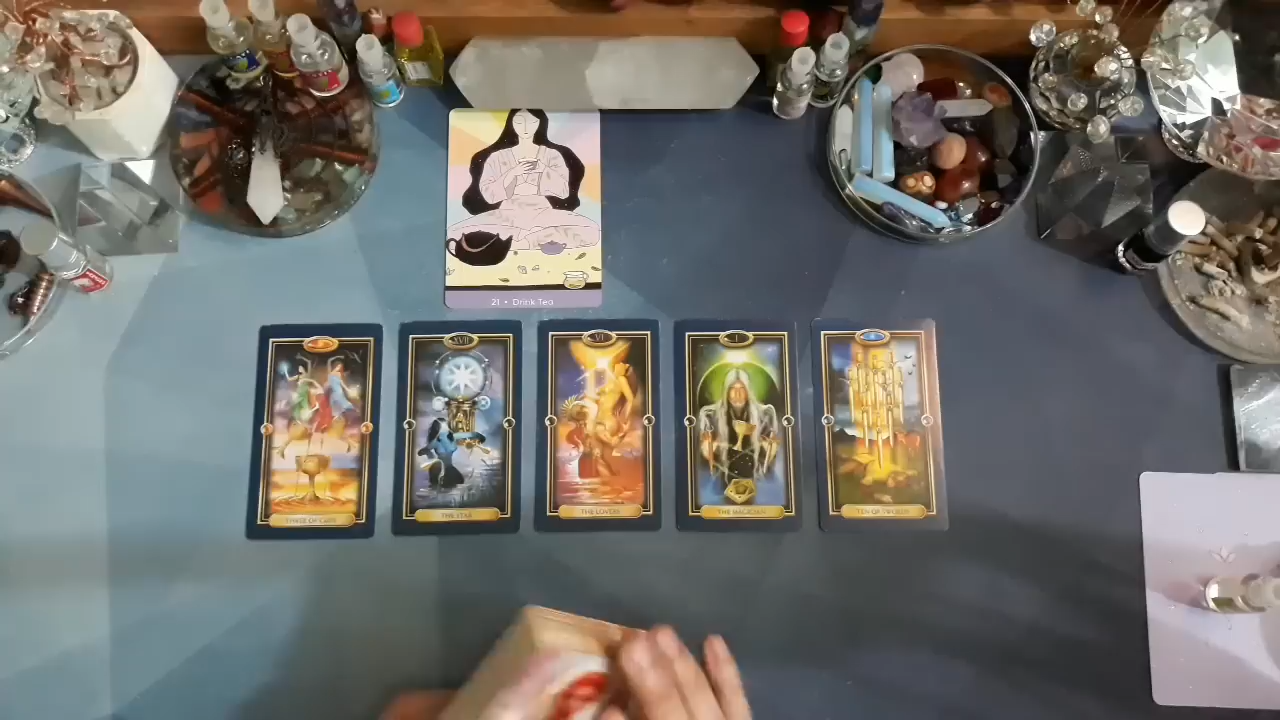 21 • Drink Tea
XVII
VI
I
THREE OF CUPS
THE STAR
THE LOVERS
THE MAGICIAN
TEN OF SWORDS